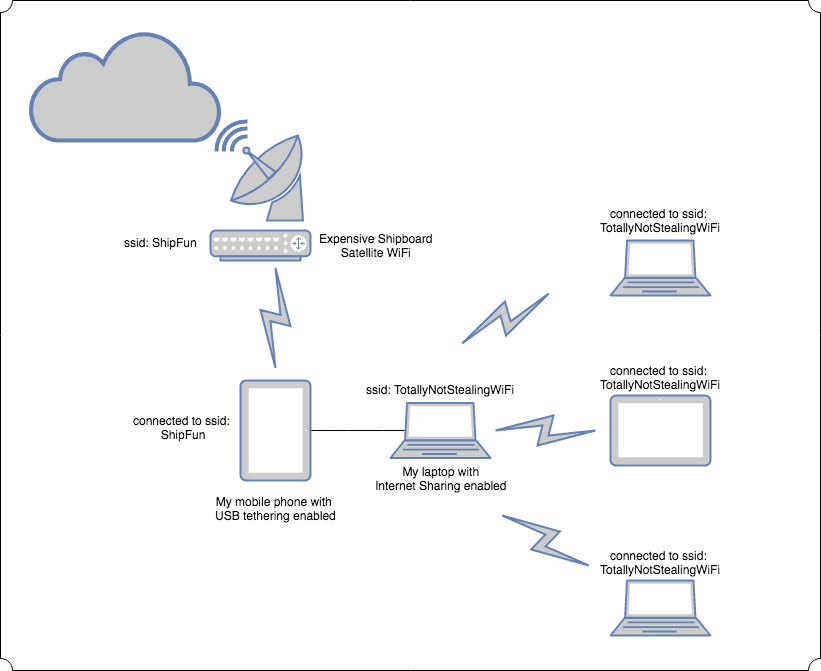 ssid: ShipFun
Expensive Shipboard
Satellite WiFi
connected to ssid:
TotallyNotStealingWiFi
connected to ssid:
ShipFun
My mobile phone with
USB tethering enabled
ssid: TotallyNotStealingWiFi
My laptop with
Internet Sharing enabled
connected to ssid:
TotallyNotStealingWiFi
connected to ssid:
TotallyNotStealingWiFi